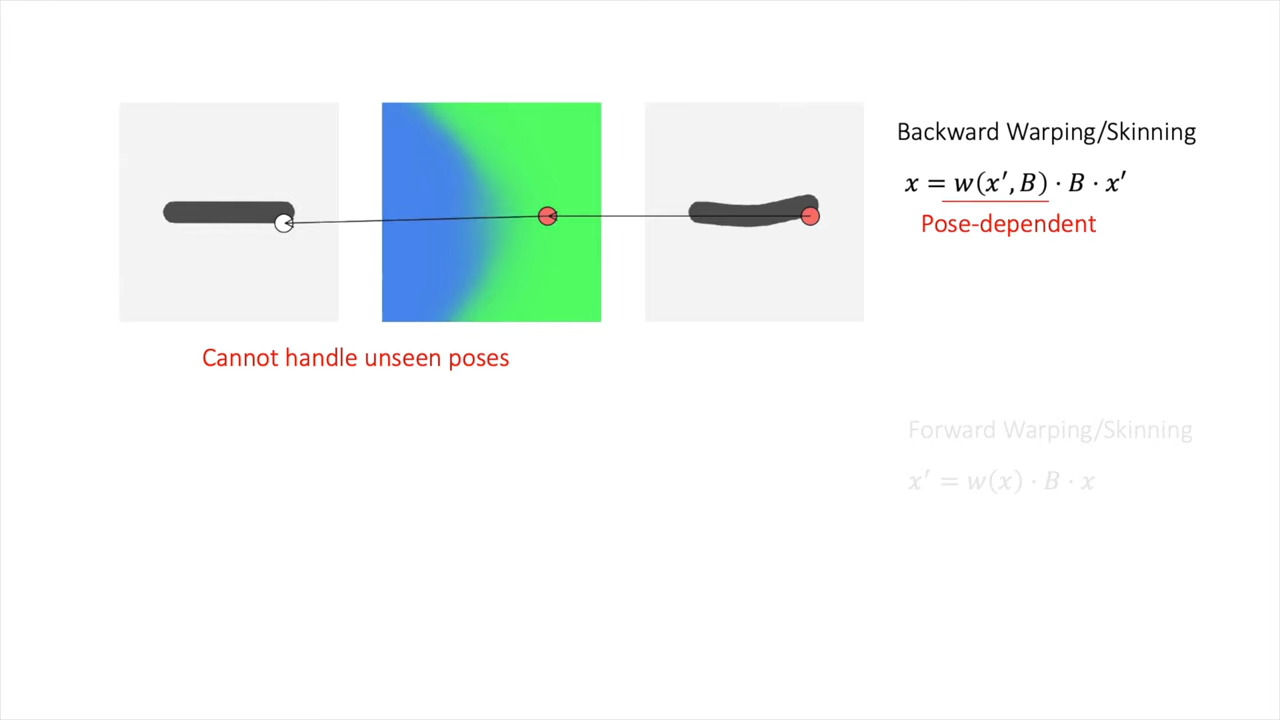 Backward Warping/Skinning
x = w(x′, B) · B · x′
Pose-dependent
Cannot handle unseen poses
Forward Warping/Skinning
x′ = w(x) · B · x